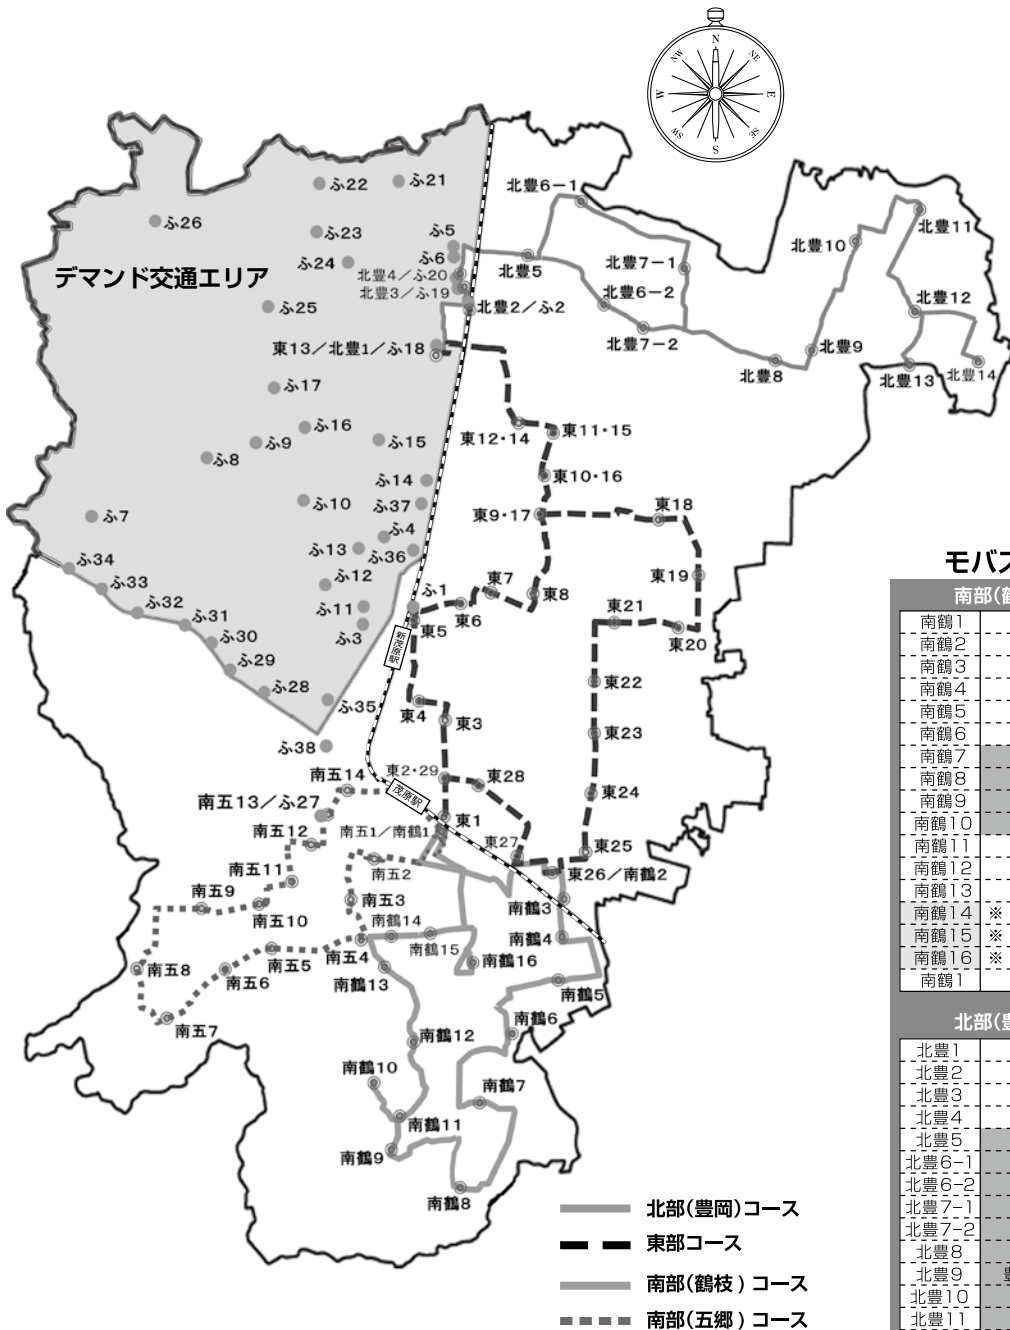 N
NE
E
SE
S
SW
W
NW
デマンド交通エリア
ふ22
ふ21
ふ26
ふ23
ふ5
ふ24
ふ6
北豊4／ふ20
北豊3／ふ19
ふ25
北豊2／ふ2
東13／北豊1／ふ18
北豊6－1
北豊5
北豊7－1
北豊6－2
北豊7－2
北豊8
北豊9
北豊10
北豊11
北豊12
北豊13
北豊14
ふ17
ふ16
ふ9
ふ15
ふ8
ふ14
ふ10
ふ37
ふ7
ふ4
ふ13
ふ36
ふ34
ふ12
ふ33
ふ11
ふ1
ふ32
ふ3
ふ31
ふ30
ふ29
ふ28
ふ35
ふ38
東12・14
東11・15
東10・16
東9・17
東18
東19
東7
東8
東6
東5
東21
東20
新茂原駅
東22
東4
東3
東23
東2・29
東28
東24
茂原駅
東1
東27
東25
東26／南鶴2
南五14
南五13／ふ27
南五12
南五1／南鶴1
南五2
南五11
南五9
南五3
南五10
南鶴14
南鶴3
南五4
南鶴15
南鶴4
南五5
南鶴16
南五8
南五6
南鶴13
南鶴5
南五7
南鶴6
南鶴12
南鶴10
南鶴7
南鶴11
南鶴9
南鶴8
北部(豊岡)コース
東部コース
南部(鶴枝）コース
南部(五郷）コース
モバス
南部(鶴
南鶴1
南鶴2
南鶴3
南鶴4
南鶴5
南鶴6
南鶴7
南鶴8
南鶴9
南鶴10
南鶴11
南鶴12
南鶴13
南鶴14 ※
南鶴15 ※
南鶴16 ※
南鶴1
北部(豊
北豊1
北豊2
北豊3
北豊4
北豊5
北豊6－1
北豊6－2
北豊7－1
北豊7－2
北豊8
北豊9
北豊10
北豊11